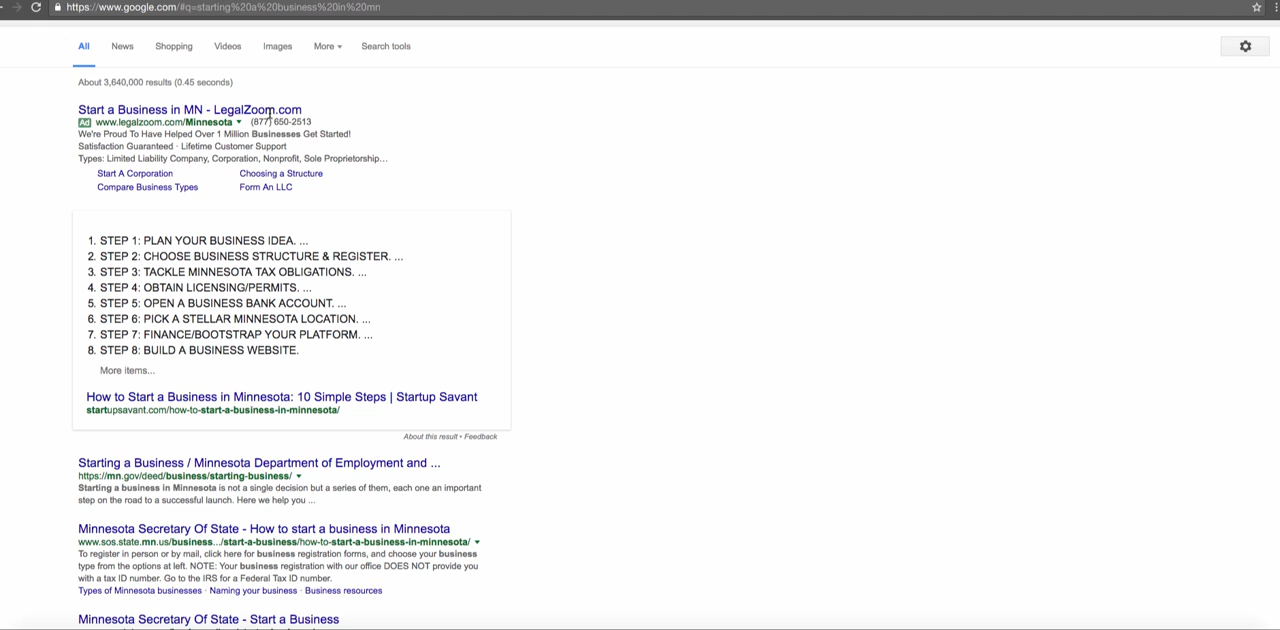 https://www.google.com/#q=starting%20a%20business%20in%20mn
All News Shopping Videos Images More Search tools
About 3,640,000 results (0.45 seconds)
Start a Business in MN - LegalZoom.com
Ad www.legalzoom.com/Minnesota (877) 650-2513
We're Proud To Have Helped Over 1 Million Businesses Get Started!
Satisfaction Guaranteed · Lifetime Customer Support
Types: Limited Liability Company, Corporation, Nonprofit, Sole Proprietorship...
Start A Corporation Choosing a Structure
Compare Business Types Form An LLC
1. STEP 1: PLAN YOUR BUSINESS IDEA. ...
2. STEP 2: CHOOSE BUSINESS STRUCTURE & REGISTER. ...
3. STEP 3: TACKLE MINNESOTA TAX OBLIGATIONS. ...
4. STEP 4: OBTAIN LICENSING/PERMITS. ...
5. STEP 5: OPEN A BUSINESS BANK ACCOUNT. ...
6. STEP 6: PICK A STELLAR MINNESOTA LOCATION. ...
7. STEP 7: FINANCE/BOOTSTRAP YOUR PLATFORM. ...
8. STEP 8: BUILD A BUSINESS WEBSITE.
More items...
How to Start a Business in Minnesota: 10 Simple Steps | Startup Savant
startupsavant.com/how-to-start-a-business-in-minnesota/
About this result • Feedback
Starting a Business / Minnesota Department of Employment and ...
https://mn.gov/deed/business/starting-business/
Starting a business in Minnesota is not a single decision but a series of them, each one an important
step on the road to a successful launch. Here we help you ...
Minnesota Secretary Of State - How to start a business in Minnesota
www.sos.state.mn.us/business.../start-a-business/how-to-start-a-business-in-minnesota/
To register in person or by mail, click here for business registration forms, and choose your business
type from the options at left. NOTE: Your business registration with our office DOES NOT provide you
with a tax ID number. Go to the IRS for a Federal Tax ID number.
Types of Minnesota businesses · Naming your business · Business resources
Minnesota Secretary Of State - Start a Business